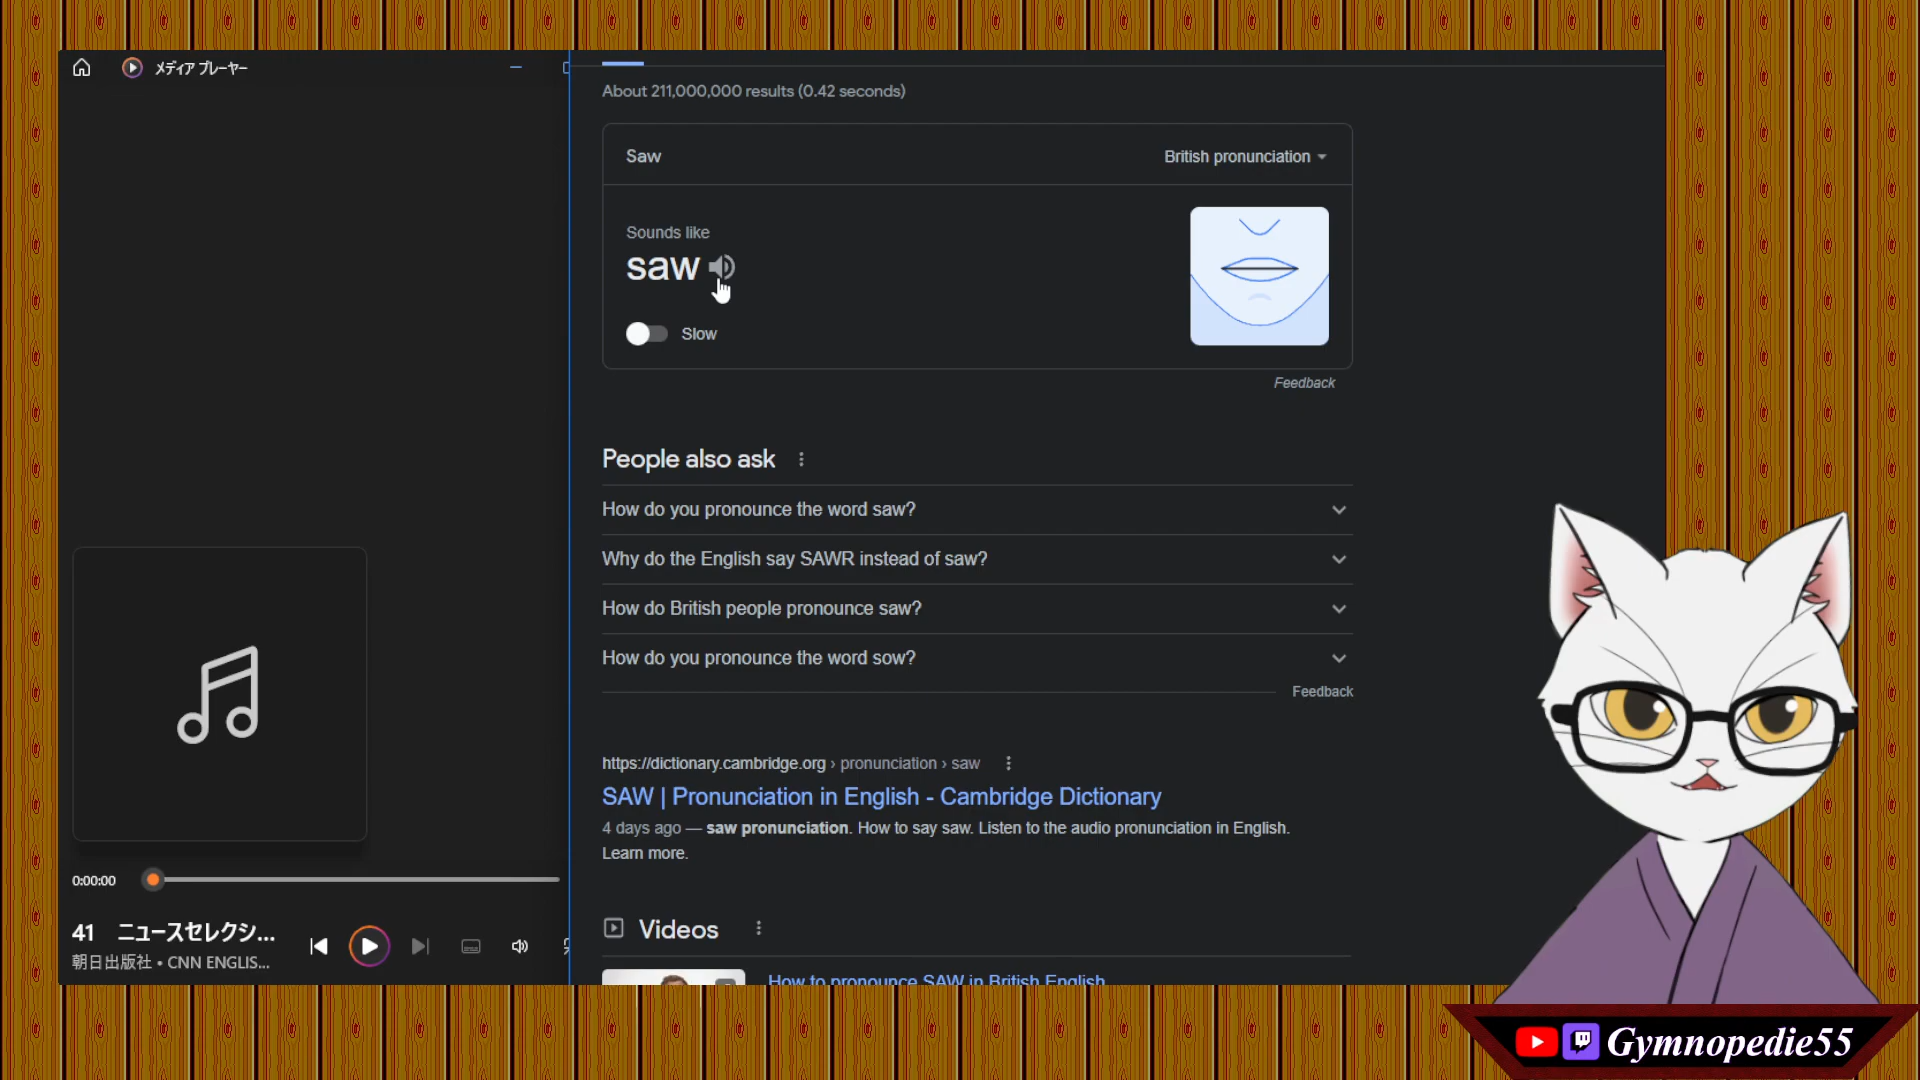 メディア プレーヤー
About 211,000,000 results (0.42 seconds)
Saw
British pronunciation
Sounds like
saw
Slow
Feedback
People also ask
How do you pronounce the word saw?
Why do the English say SAWR instead of saw?
How do British people pronounce saw?
How do you pronounce the word sow?
Feedback
https://dictionary.cambridge.org › pronunciation › saw
SAW | Pronunciation in English - Cambridge Dictionary
4 days ago — saw pronunciation. How to say saw. Listen to the audio pronunciation in English.
Learn more.
Videos
How to pronounce SAW in British English
0:00:00
41 ニュースセレクシ...
朝日出版社 • CNN ENGLIS...
Gymnopedie55